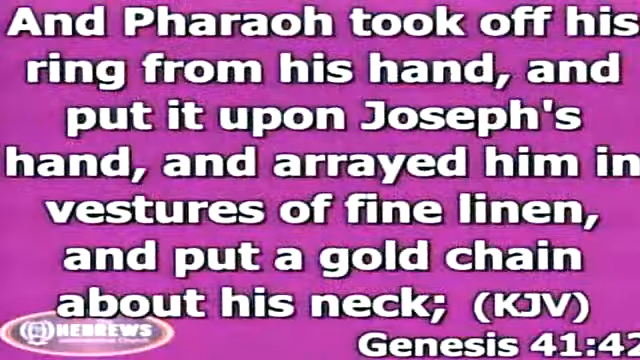 And Pharaoh took off his
ring from his hand, and
put it upon Joseph's
hand, and arrayed him in
vestures of fine linen,
and put a gold chain
about his neck; (KJV)
HEBREWS
Genesis 41:42